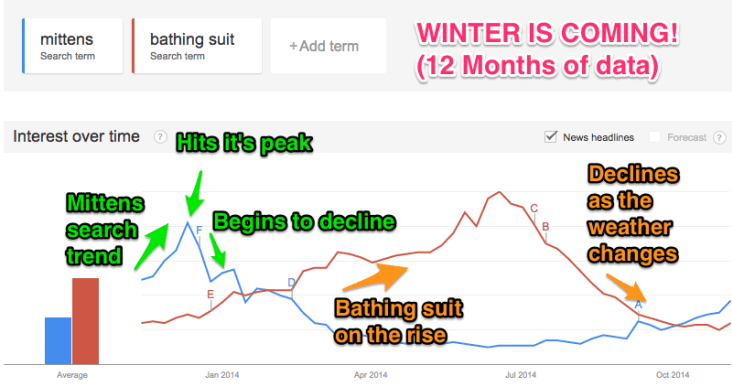 mittens
Search term
bathing suit
Search term
+Add term
WINTER IS COMING!
(12 Months of data)
Interest over time ?
News headlines
Forecast ?
Hits it's peak
Mittens
search
trend
Begins to decline
Declines
as the
weather
changes
Bathing suit
on the rise
F
E
D
C
B
A
Average
Jan 2014
Apr 2014
Jul 2014
Oct 2014